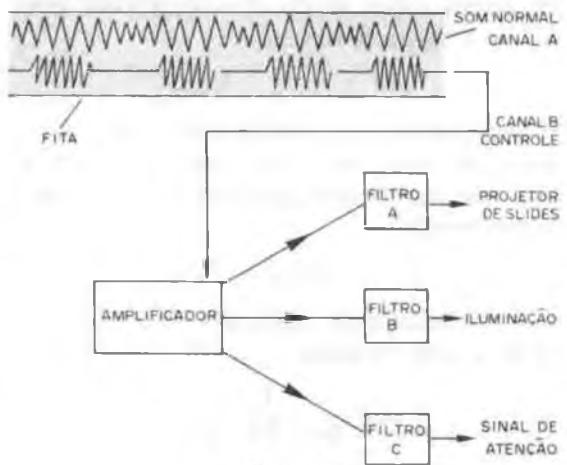 SOM NORMAL
CANAL A
FITA
CANAL B
CONTROLE
FILTRO
A
PROJETOR
DE SLIDES
AMPLIFICADOR
FILTRO
B
ILUMINAÇÃO
FILTRO
C
SINAL DE
ATENÇÃO